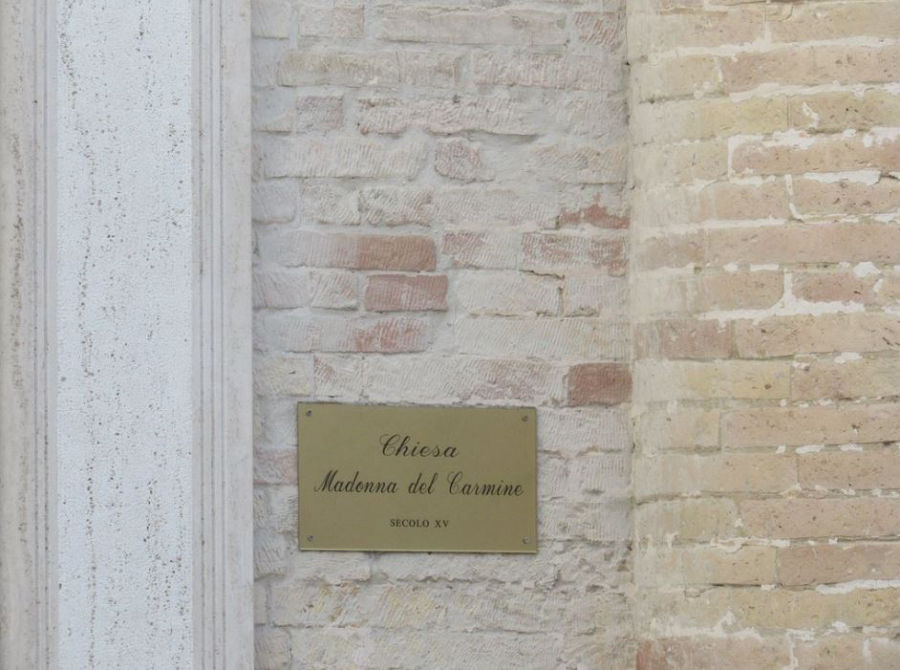 Chiesa
Madonna del Carmine
SECOLO XV